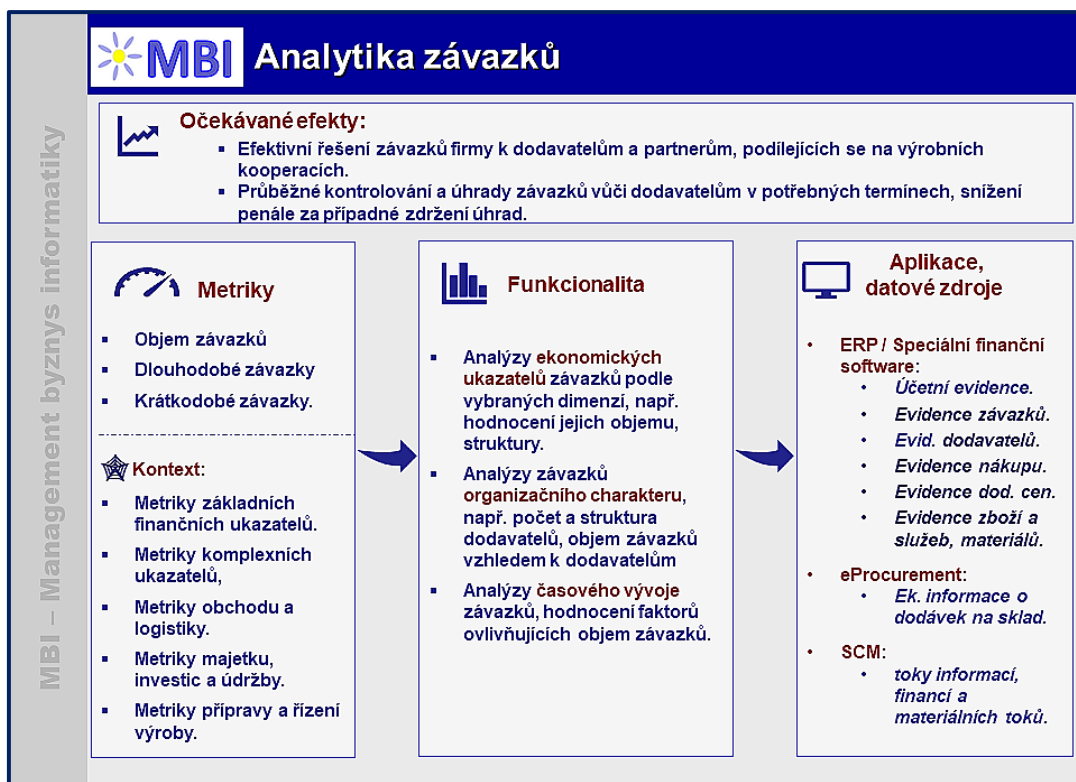 MBI – Management byznys informatiky
MBI
Analytika závazků
Očekávané efekty:
▪ Efektivní řešení závazků firmy k dodavatelům a partnerům, podílejících se na výrobních
kooperacích.
▪ Průběžné kontrolování a úhrady závazků vůči dodavatelům v potřebných termínech, snížení
penále za případné zdržení úhrad.
Metriky
▪ Objem závazků
▪ Dlouhodobé závazky
▪ Krátkodobé závazky.
Kontext:
▪ Metriky základních
finančních ukazatelů.
▪ Metriky komplexních
ukazatelů,
▪ Metriky obchodu a
logistiky.
▪ Metriky majetku,
investic a údržby.
▪ Metriky přípravy a řízení
výroby.
Funkcionalita
▪ Analýzy ekonomických
ukazatelů závazků podle
vybraných dimenzí, např.
hodnocení jejich objemu,
struktury.
▪ Analýzy závazků
organizačního charakteru,
např. počet a struktura
dodavatelů, objem závazků
vzhledem k dodavatelům
▪ Analýzy časového vývoje
závazků, hodnocení faktorů
ovlivňujících objem závazků.
Aplikace,
datové zdroje
• ERP / Speciální finanční
software:
• Účetní evidence.
• Evidence závazků.
• Evid. dodavatelů.
• Evidence nákupu.
• Evidence dod. cen.
• Evidence zboží a
služeb, materiálů.
• eProcurement:
• Ek. informace o
dodávek na sklad.
• SCM:
• toky informací,
financí a
materiálních toků.